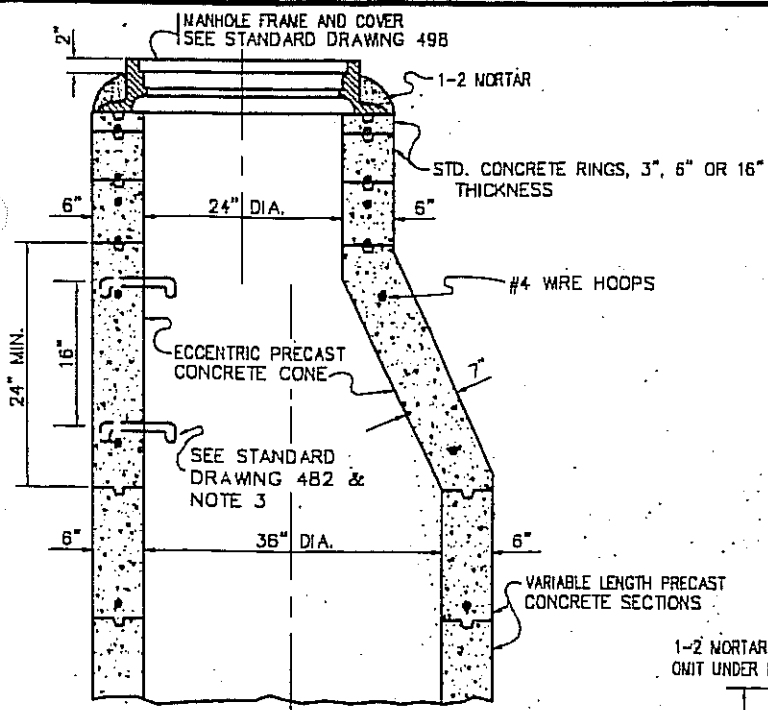 MANHOLE FRAME AND COVER
SEE STANDARD DRAWING 498
2"
1-2 MORTAR
STD. CONCRETE RINGS, 3", 6" OR 16"
THICKNESS
6"
24" DIA.
6"
#4 WIRE HOOPS
24" MIN.
16"
ECCENTRIC PRECAST
CONCRETE CONE
7"
SEE STANDARD
DRAWING 482 &
NOTE 3
6"
36" DIA.
6"
VARIABLE LENGTH PRECAST
CONCRETE SECTIONS
1-2 MORTAR
OMIT UNDER